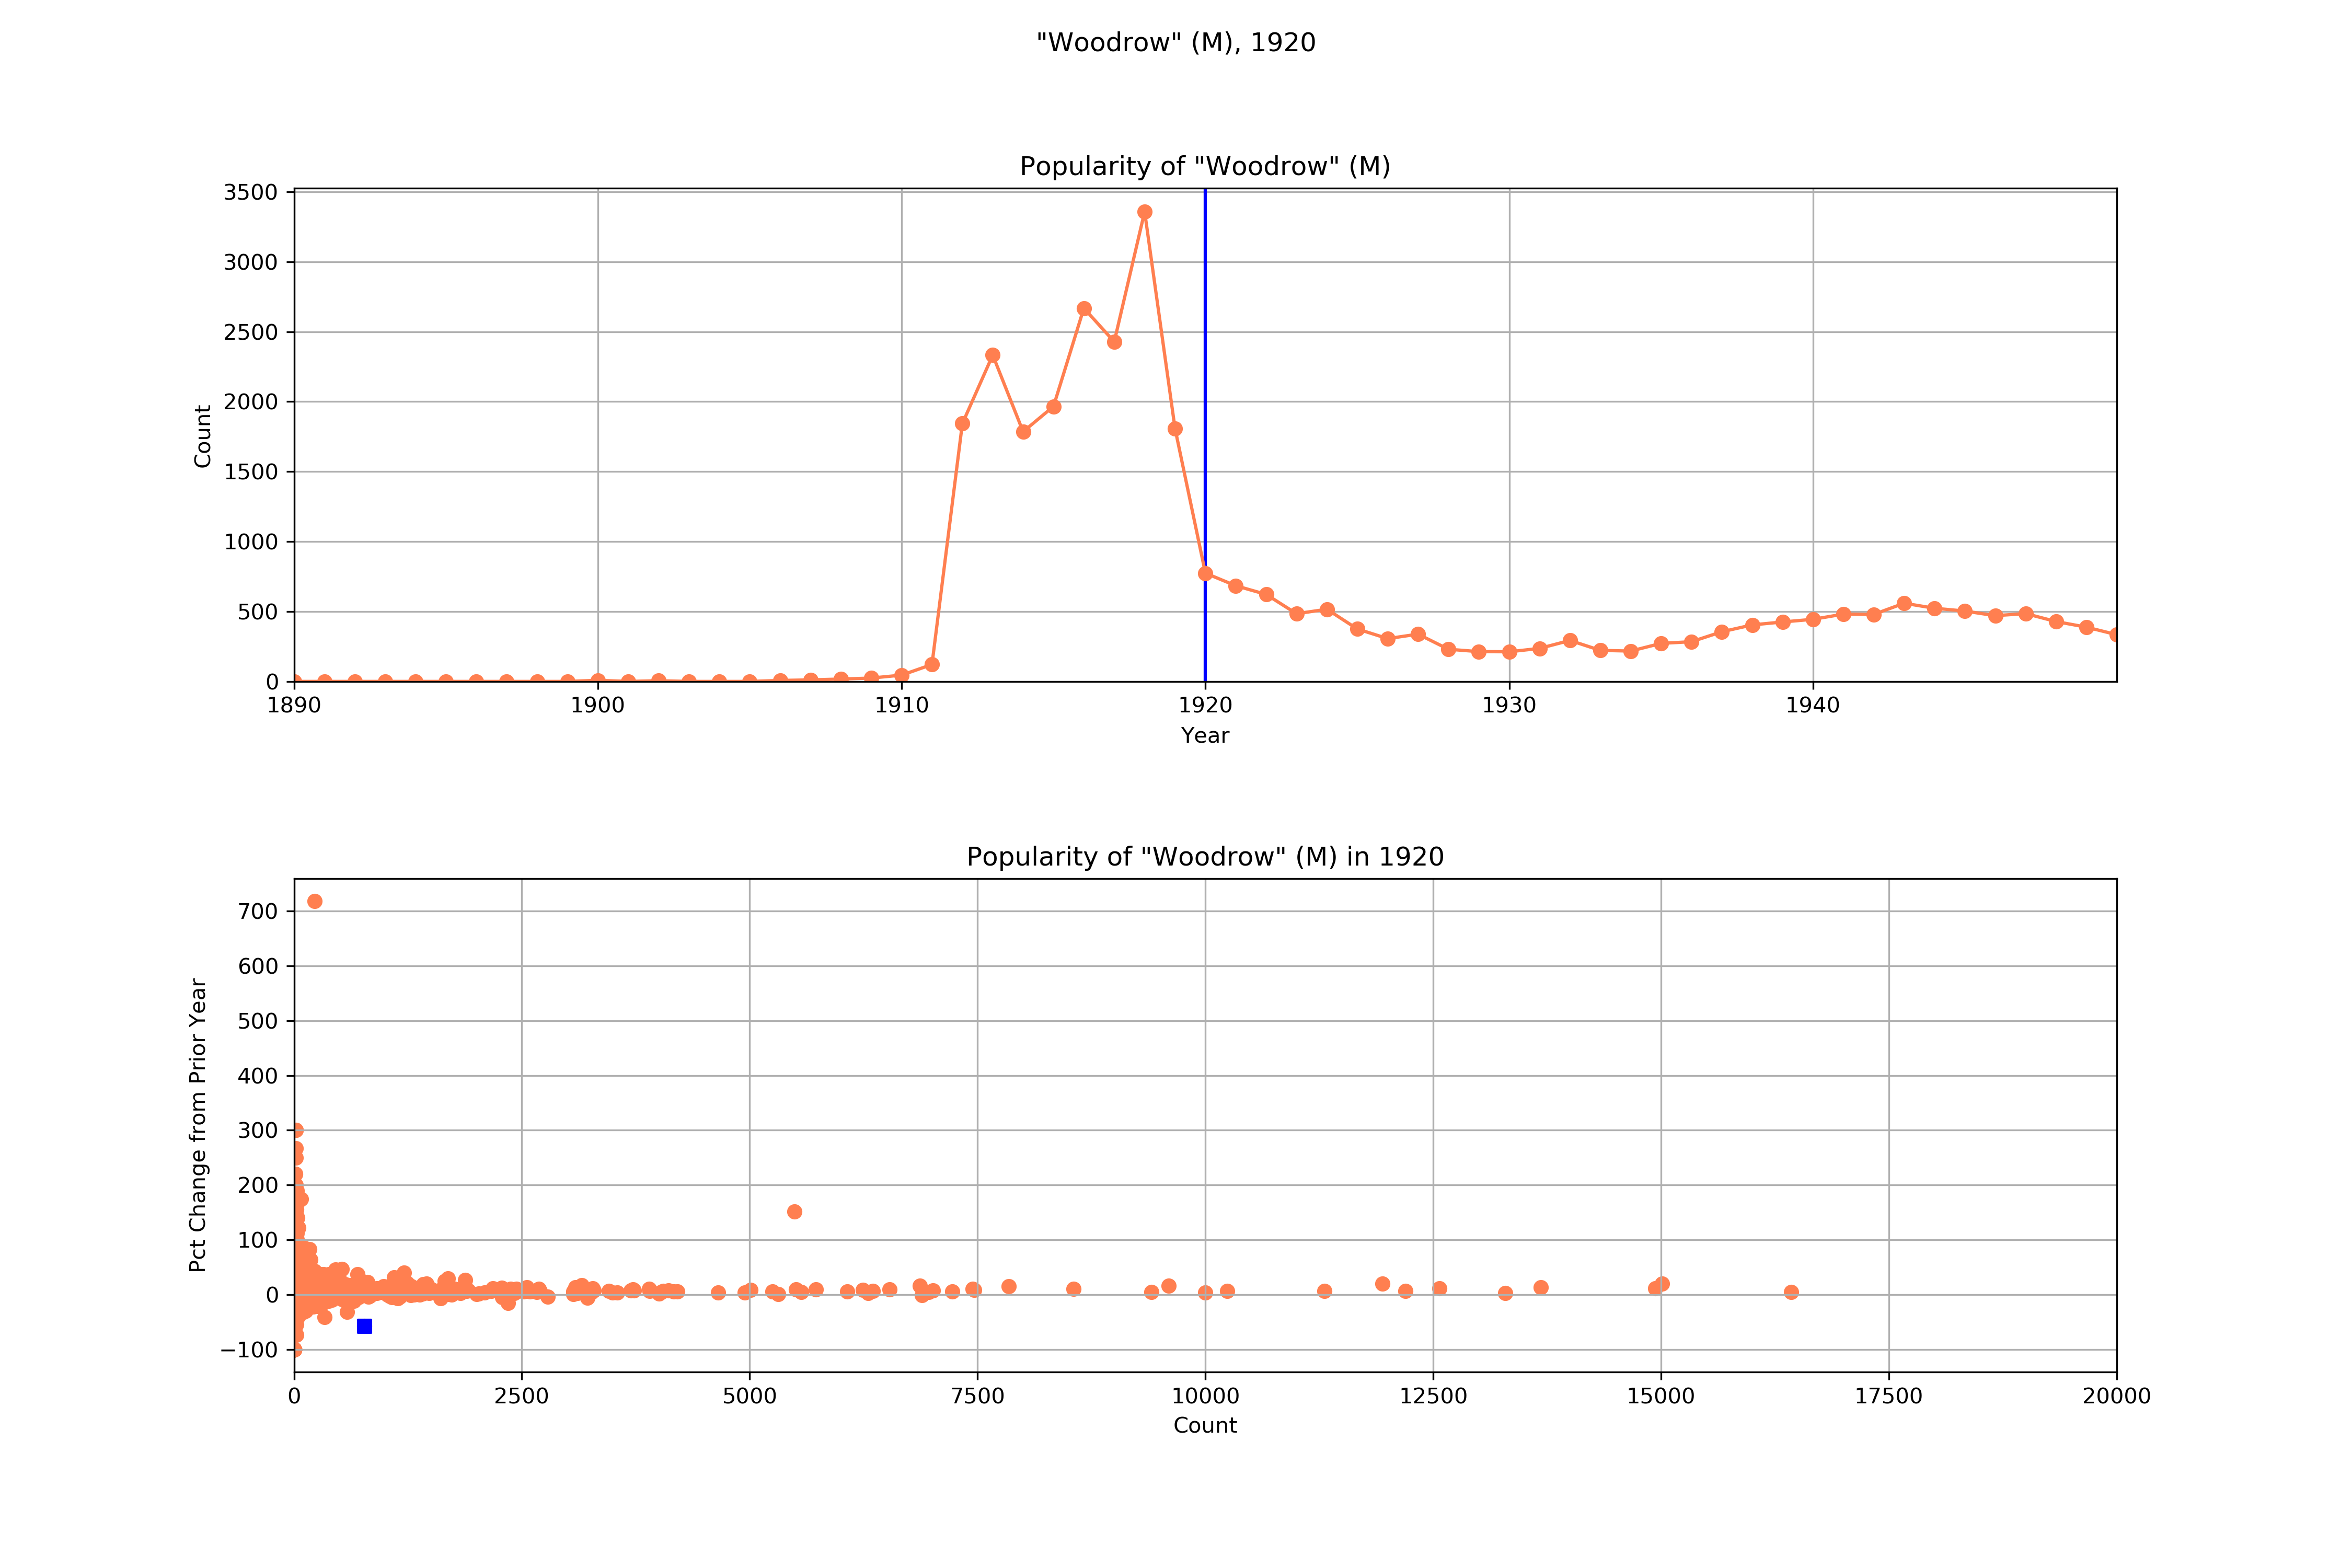 "Woodrow" (M), 1920
Popularity of "Woodrow" (M)
3500
3000
2500
2000
1500
1000
500
0
Count
1890 1900 1910 1920 1930 1940
Year
Popularity of "Woodrow" (M) in 1920
700
600
500
400
300
200
100
0
−100
Pct Change from Prior Year
0 2500 5000 7500 10000 12500 15000 17500 20000
Count